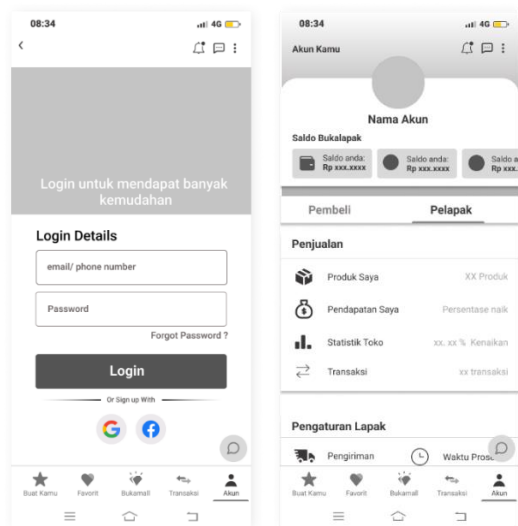 08:34
4G
Login untuk mendapat banyak
kemudahan
Login Details
email/ phone number
Password
Forgot Password ?
Login
Or Sign up With
Buat Kamu
Favorit
Bukamall
Transaksi
Akun
08:34
4G
Akun Kamu
Nama Akun
Saldo Bukalapak
Saldo anda:
Rp xxx.xxxx
Saldo anda:
Rp xxx.xxxx
Saldo a
Rp xxx.
Pembeli
Pelapak
Penjualan
Produk Saya
XX Produk
Pendapatan Saya
Persentase naik
Statistik Toko
xx. xx % Kenaikan
Transaksi
xx transaksi
Pengaturan Lapak
Pengiriman
Waktu Prose
Buat Kamu
Favorit
Bukamall
Transaksi
Akun